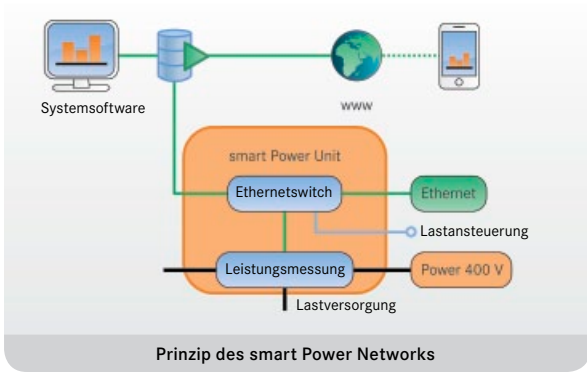 Systemsoftware
www
smart Power Unit
Ethernetswitch
Ethernet
Lastansteuerung
Leistungsmessung
Power 400 V
Lastversorgung
Prinzip des smart Power Networks